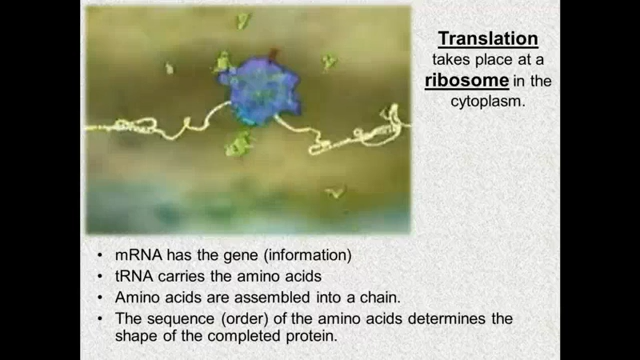 Translation
takes place at a
ribosome in the
cytoplasm.
• mRNA has the gene (information)
• tRNA carries the amino acids
• Amino acids are assembled into a chain.
• The sequence (order) of the amino acids determines the
shape of the completed protein.